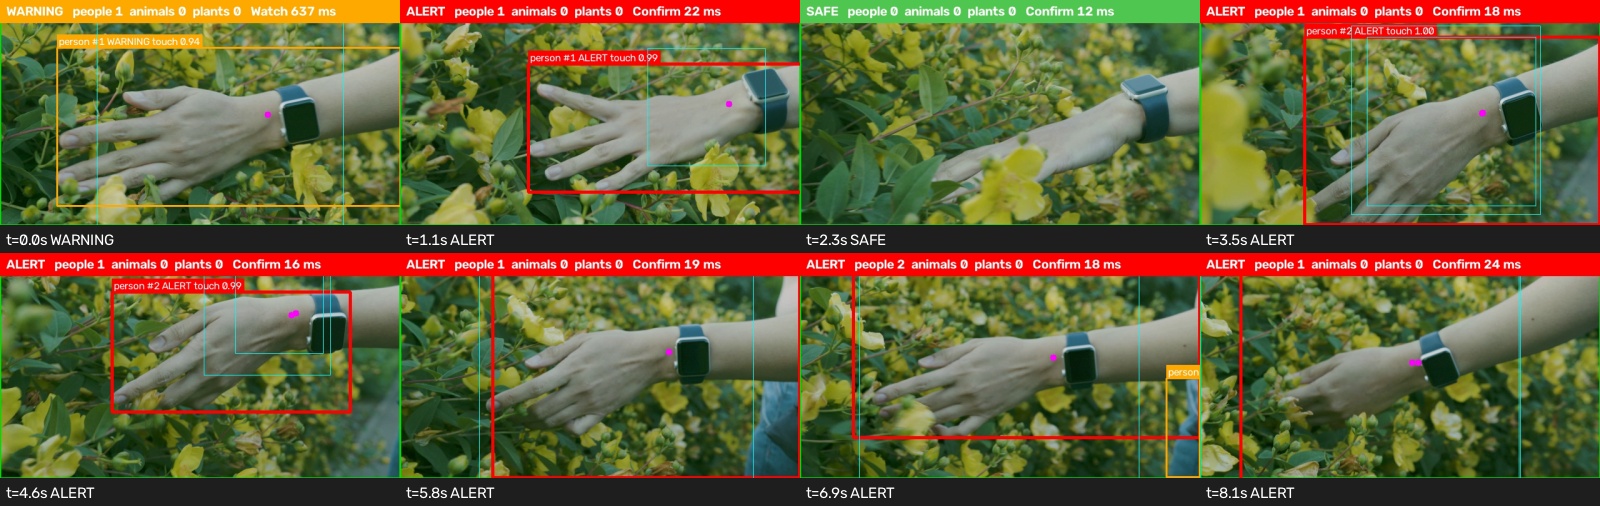 WARNING people 1 animals 0 plants 0 Watch 637 ms
person #1 WARNING touch 0.94
t=0.0s WARNING
ALERT people 1 animals 0 plants 0 Confirm 22 ms
person #1 ALERT touch 0.99
t=1.1s ALERT
SAFE people 0 animals 0 plants 0 Confirm 12 ms
t=2.3s SAFE
ALERT people 1 animals 0 plants 0 Confirm 18 ms
person #2 ALERT touch 1.00
t=3.5s ALERT
ALERT people 1 animals 0 plants 0 Confirm 16 ms
person #2 ALERT touch 0.99
t=4.6s ALERT
ALERT people 1 animals 0 plants 0 Confirm 19 ms
t=5.8s ALERT
ALERT people 2 animals 0 plants 0 Confirm 18 ms
person
t=6.9s ALERT
ALERT people 1 animals 0 plants 0 Confirm 24 ms
t=8.1s ALERT